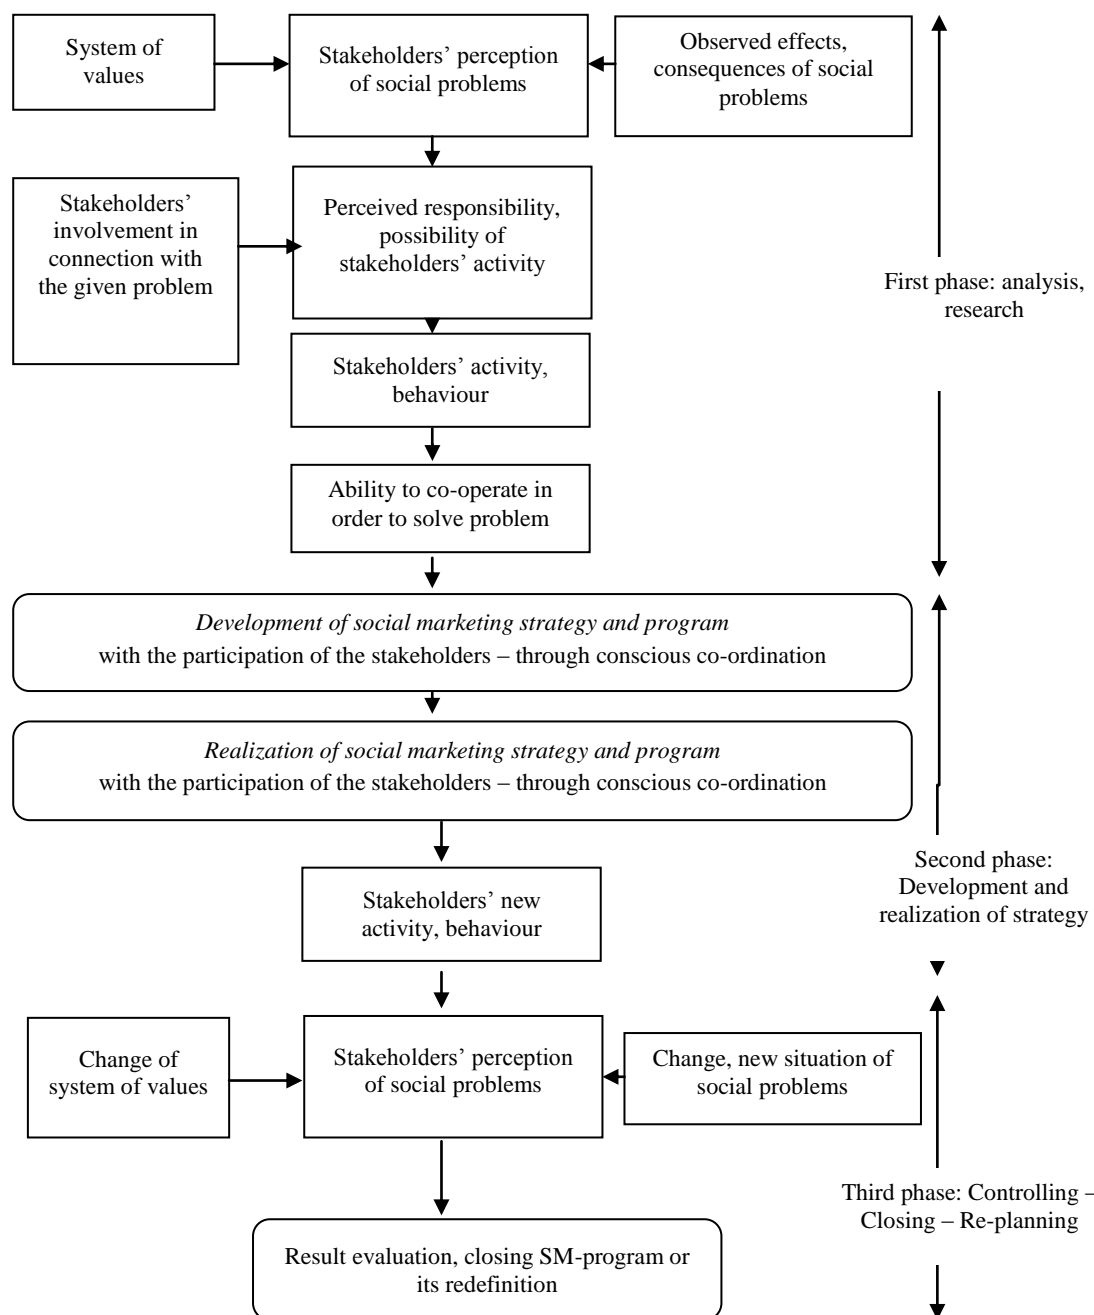 System of
values
Stakeholders’ perception
of social problems
Observed effects,
consequences of social
problems
Stakeholders’
involvement in
connection with
the given problem
Perceived responsibility,
possibility of
stakeholders’ activity
First phase: analysis,
research
Stakeholders’ activity,
behaviour
Ability to co-operate in
order to solve problem
Development of social marketing strategy and program
with the participation of the stakeholders – through conscious co-ordination
Realization of social marketing strategy and program
with the participation of the stakeholders – through conscious co-ordination
Second phase:
Development and
realization of strategy
Stakeholders’ new
activity, behaviour
Change of
system of values
Stakeholders’ perception
of social problems
Change, new situation of
social problems
Third phase: Controlling –
Closing – Re-planning
Result evaluation, closing SM-program or
its redefinition